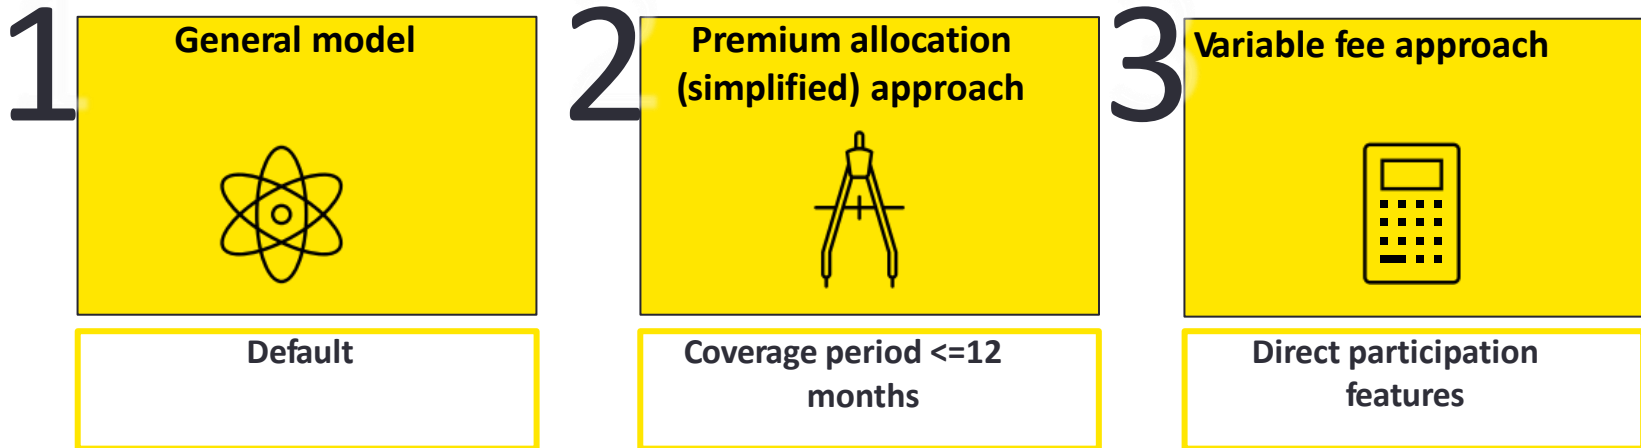 1
General model
Default
2
Premium allocation
(simplified) approach
Coverage period <=12
months
3
Variable fee approach
Direct participation
features